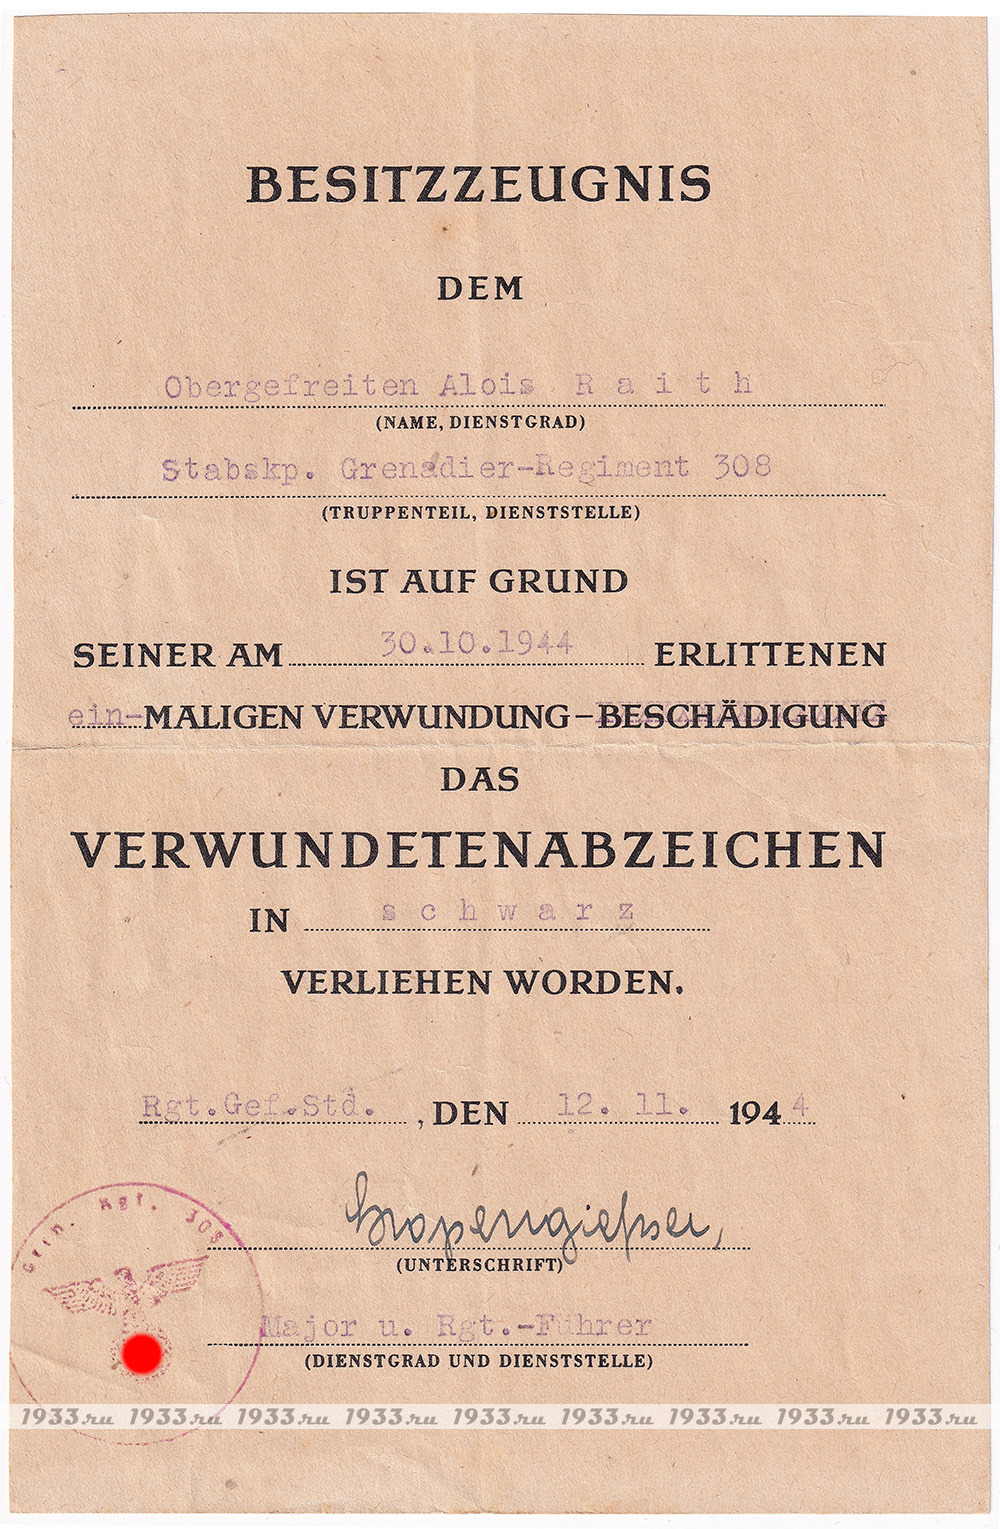 BESITZZEUGNIS
DEM
Obergefreiten Alois R a i t h
(NAME, DIENSTGRAD)
Stabskp. Grenadier-Regiment 308
(TRUPPENTEIL, DIENSTSTELLE)
IST AUF GRUND
SEINER AM 30.10.1944 ERLITTENEN
ein-MALIGEN VERWUNDUNG – BESCHÄDIGUNG
DAS
VERWUNDETENABZEICHEN
IN s c h w a r z
VERLIEHEN WORDEN.
Rgt.Gef.Std. , DEN 12. 11. 1944
(UNTERSCHRIFT)
Major u. Rgt.-Führer
(DIENSTGRAD UND DIENSTSTELLE)
Gren. Rgt. 308
1933.ru 1933.ru 1933.ru 1933.ru 1933.ru 1933.ru 1933.ru 1933.ru 1933.ru